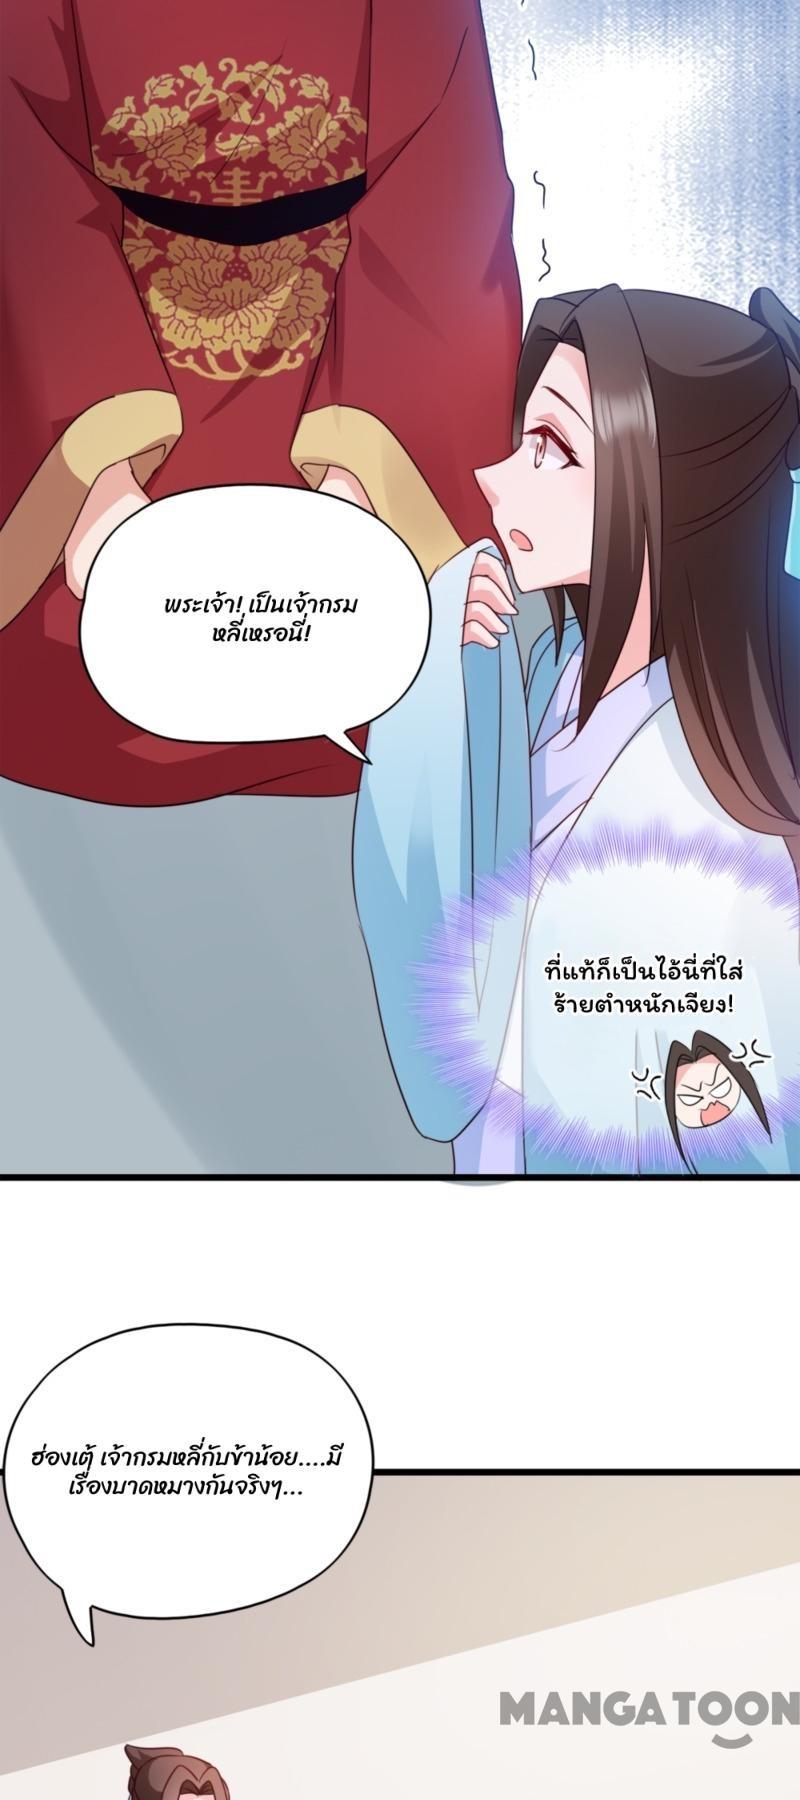 พระเจ้า! เป็นเจ้ากรม
หลี่เหรอนี่!
ที่แท้ก็เป็นไอ้นี่ที่ใส่
ร้ายตำหนักเจียง!
ฮ่องเต้ เจ้ากรมหลี่กับข้าน้อย....มี
เรื่องบาดหมางกันจริงๆ...
MANGATOON